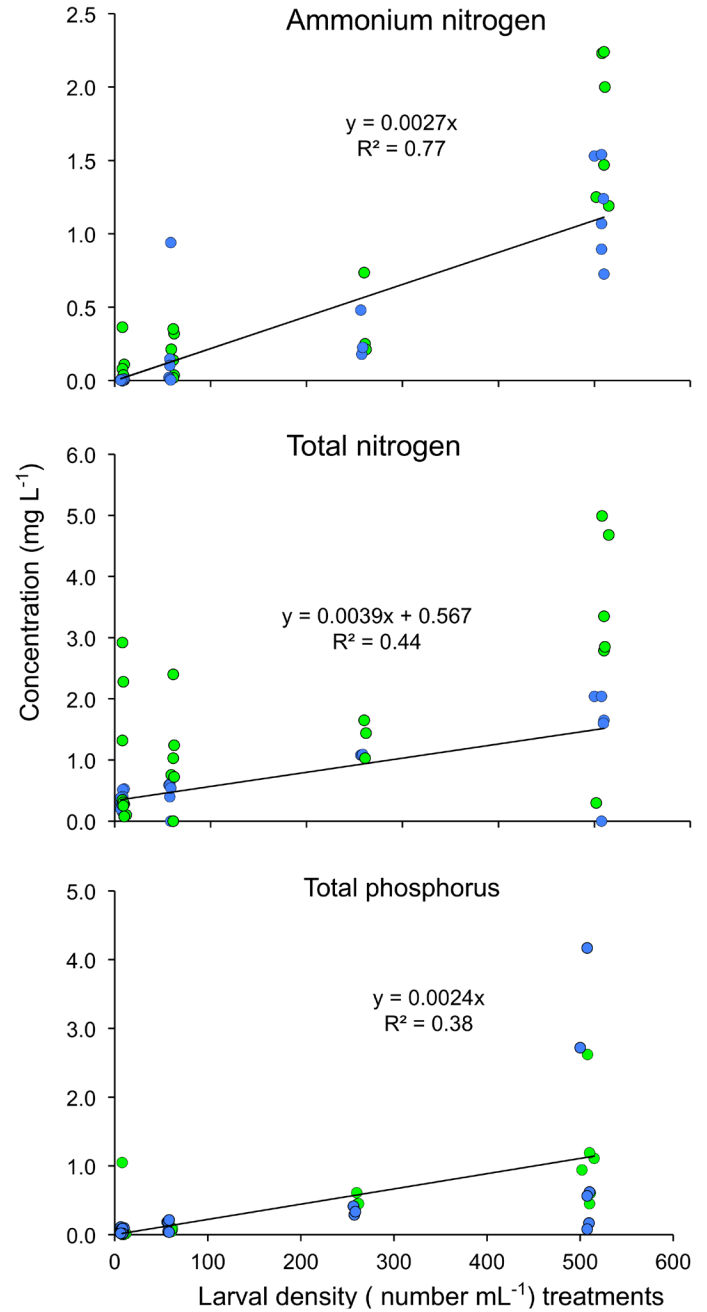 Ammonium nitrogen
2.5
2.0
1.5
1.0
0.5
0.0
y = 0.0027x
R² = 0.77
Total nitrogen
6.0
5.0
4.0
3.0
2.0
1.0
0.0
y = 0.0039x + 0.567
R² = 0.44
Concentration (mg L⁻¹)
Total phosphorus
5.0
4.0
3.0
2.0
1.0
0.0
y = 0.0024x
R² = 0.38
0 100 200 300 400 500 600
Larval density ( number mL⁻¹) treatments